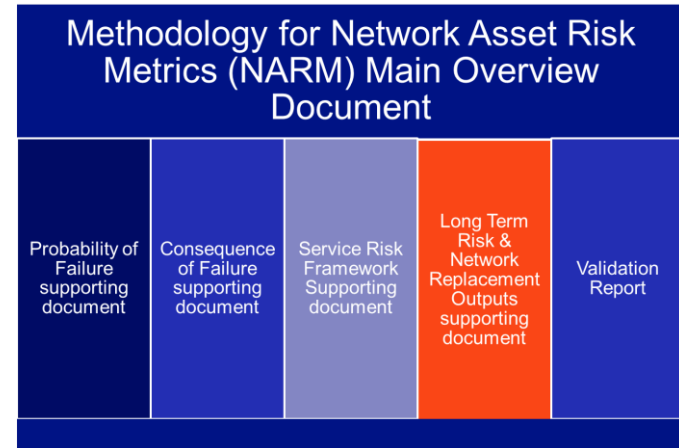 Methodology for Network Asset Risk
Metrics (NARM) Main Overview
Document
Probability of
Failure
supporting
document
Consequence
of Failure
supporting
document
Service Risk
Framework
Supporting
document
Long Term
Risk &
Network
Replacement
Outputs
supporting
document
Validation
Report